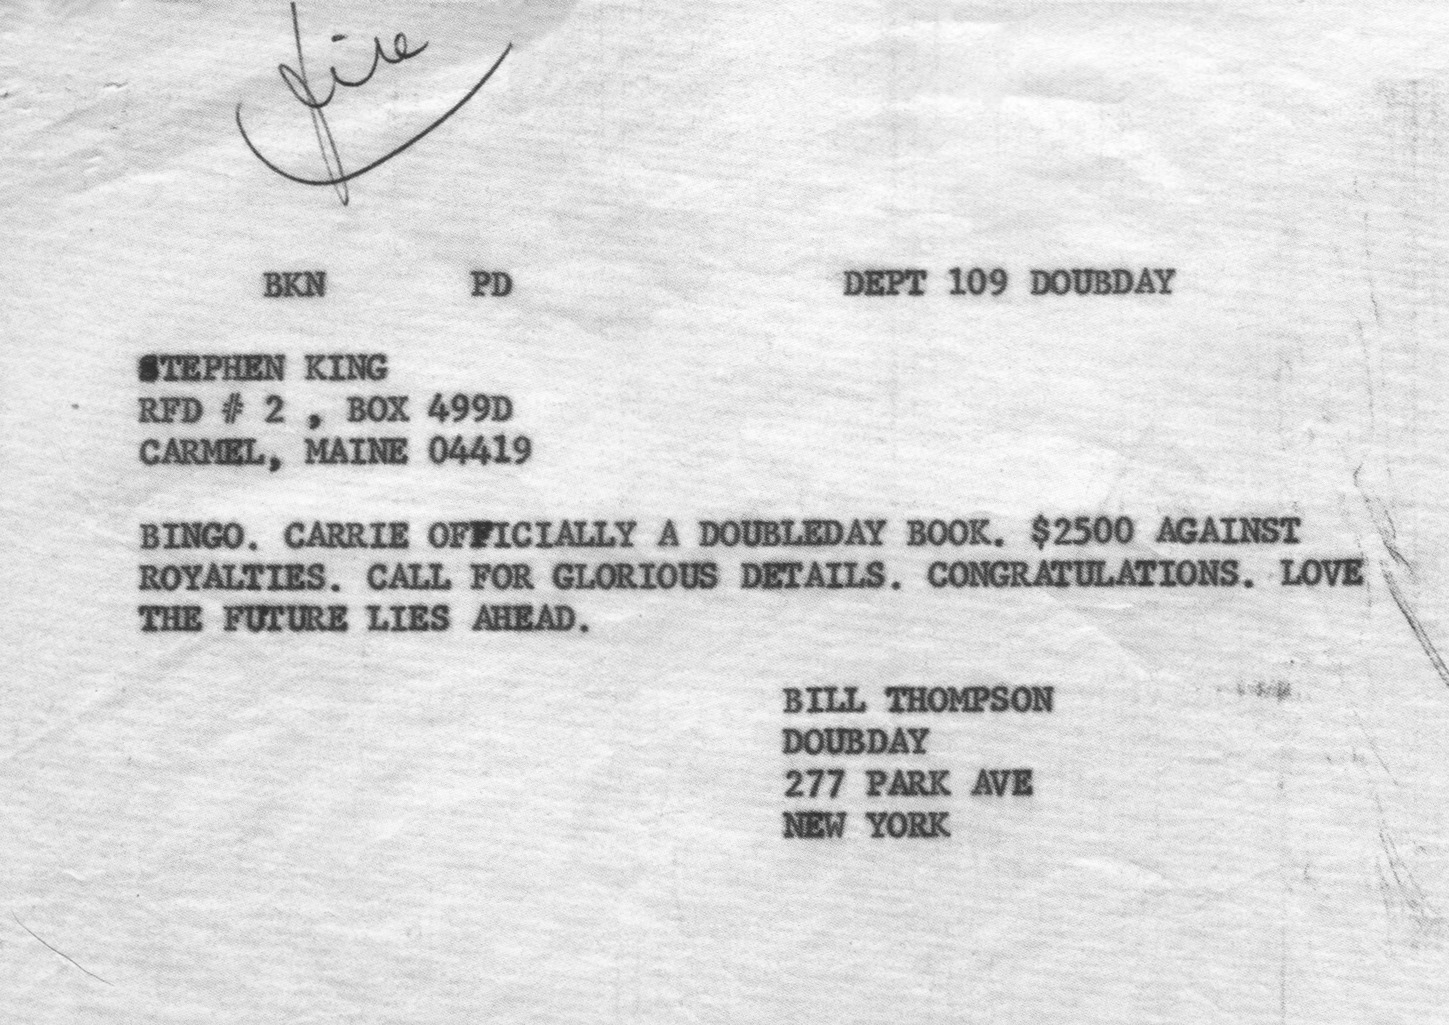 file
BKN PD DEPT 109 DOUBDAY
STEPHEN KING
RFD # 2 , BOX 499D
CARMEL, MAINE 04419
BINGO. CARRIE OFFICIALLY A DOUBLEDAY BOOK. $2500 AGAINST
ROYALTIES. CALL FOR GLORIOUS DETAILS. CONGRATULATIONS. LOVE
THE FUTURE LIES AHEAD.
BILL THOMPSON
DOUBDAY
277 PARK AVE
NEW YORK